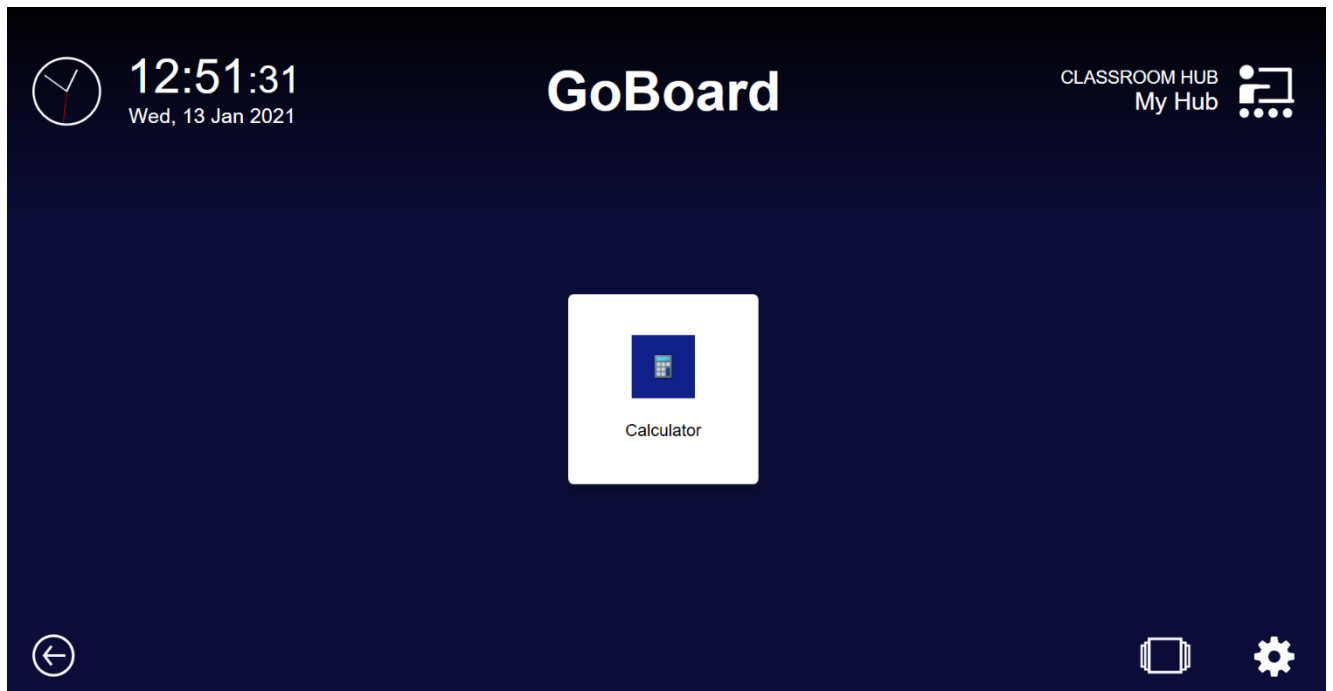 12:51:31
Wed, 13 Jan 2021
GoBoard
CLASSROOM HUB
My Hub
Calculator